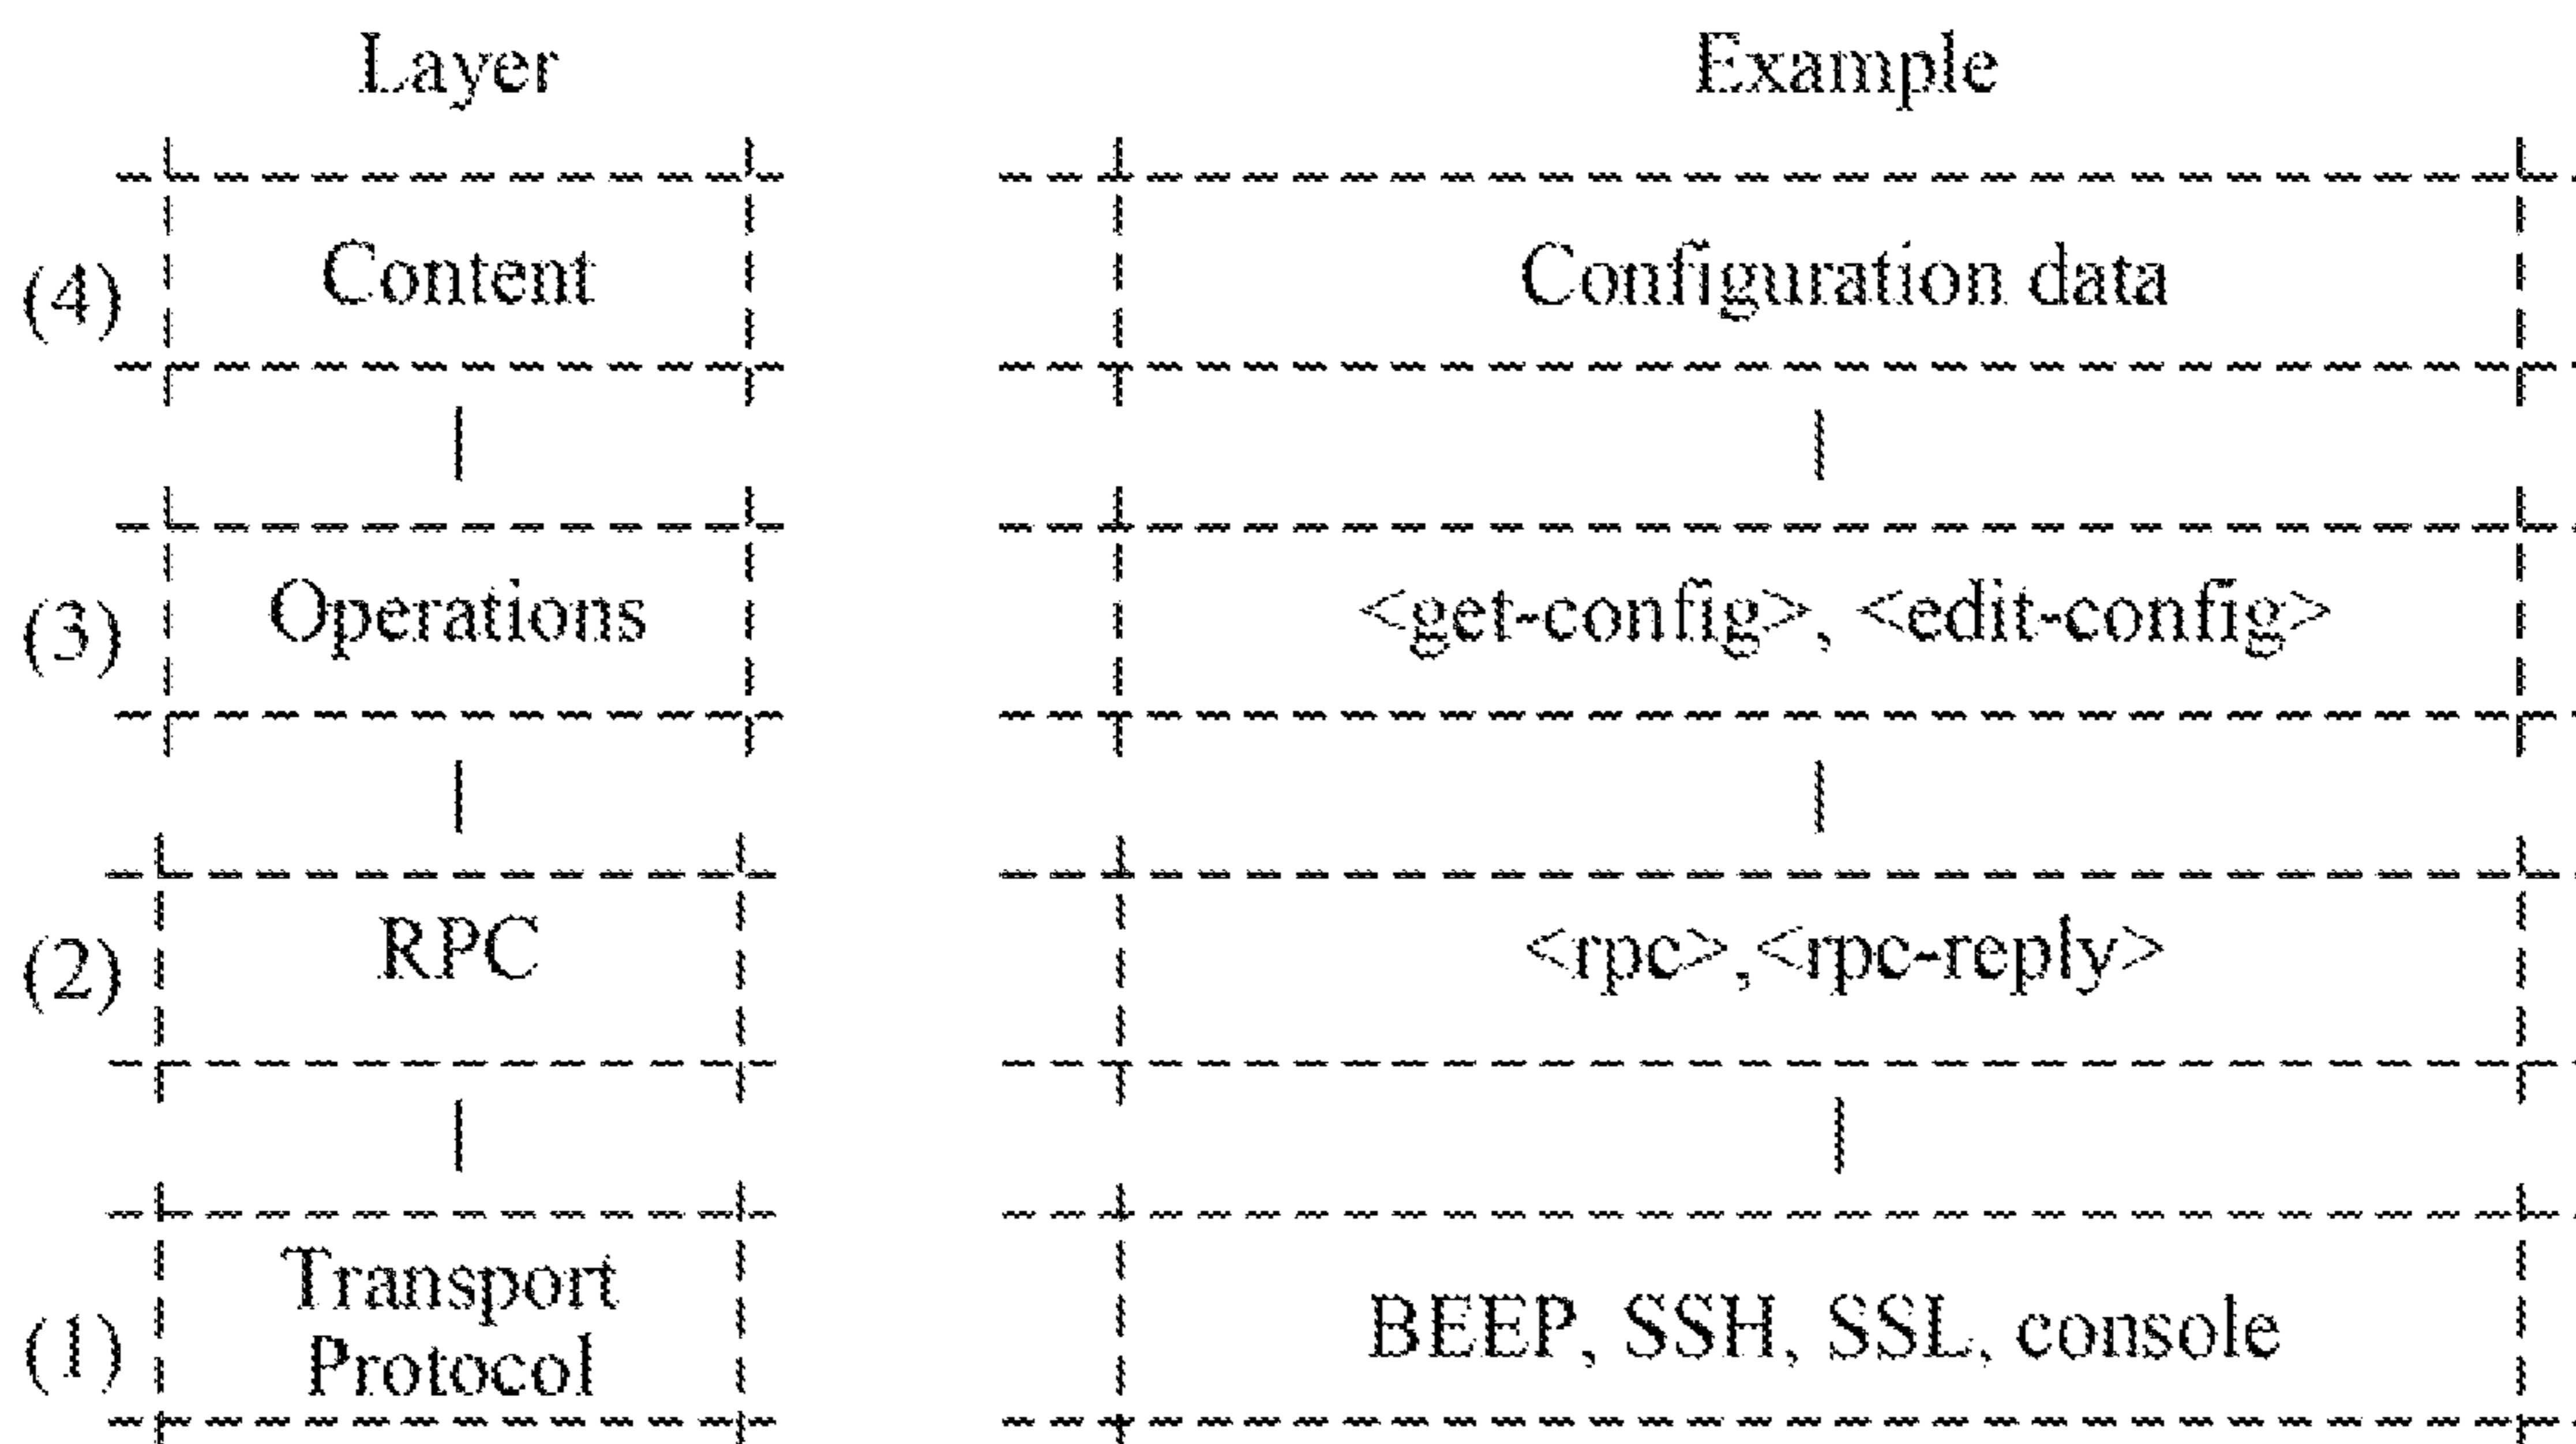 Layer Example
(4) Content Configuration data
(3) Operations <get-config>, <edit-config>
(2) RPC <rpc>,<rpc-reply>
(1) Transport
Protocol BEEP, SSH, SSL, console